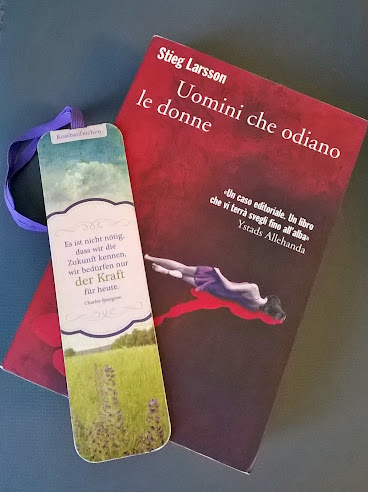 Stieg Larsson
Uomini che odiano
le donne
«Un caso editoriale. Un libro
che vi terrà svegli fino all'alba»
Ystads Allehanda
KostbarZeichen
Es ist nicht nötig,
dass wir die
Zukunft kennen,
wir bedürfen nur
der Kraft
für heute.
Charles Spurgeon